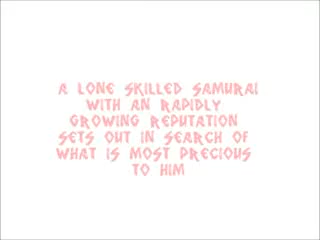 A LONE SKILLED SAMURAI
WITH AN RAPIDLY
GROWING REPUTATION
SETS OUT IN SEARCH OF
WHAT IS MOST PRECIOUS
TO HIM